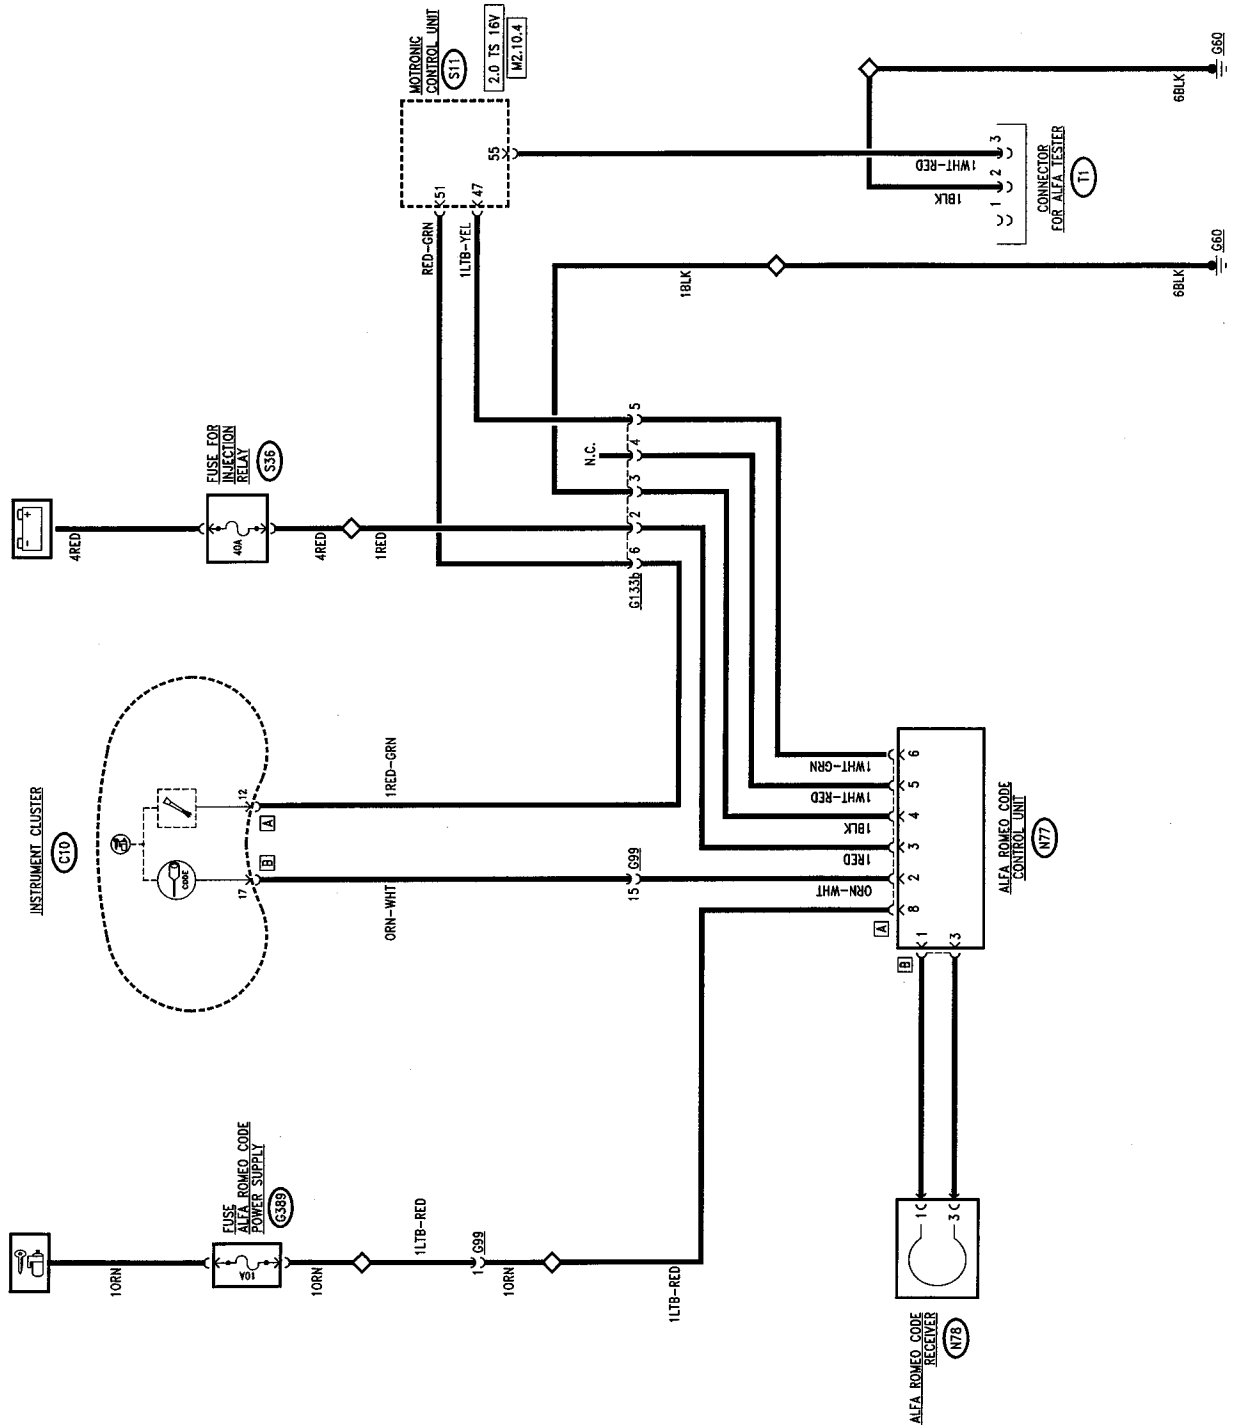 MOTRONIC
CONTROL UNIT
S11
2.0 TS 16V
M2.10.4
51
47
55
RED-GRN
1LTB-YEL
1WHT-RED
1BLK
1
2
3
CONNECTOR
FOR ALFA TESTER
T1
6BLK
G60
1BLK
6BLK
G60
- +
4RED
FUSE FOR
INJECTION
RELAY
S36
40A
4RED
1RED
N.C.
6
2
3
4
5
G133b
INSTRUMENT CLUSTER
C10
CODE
17
B
A
12
ORN-WHT
1RED-GRN
15
G99
10RN
FUSE
ALFA ROMEO CODE
POWER SUPPLY
G389
10A
10RN
1LTB-RED
1
G99
10RN
1LTB-RED
ORN-WHT
1RED
1BLK
1WHT-RED
1WHT-GRN
A
8
2
3
4
5
6
B
1
3
ALFA ROMEO CODE
CONTROL UNIT
N77
1
3
ALFA ROMEO CODE
RECEIVER
N78